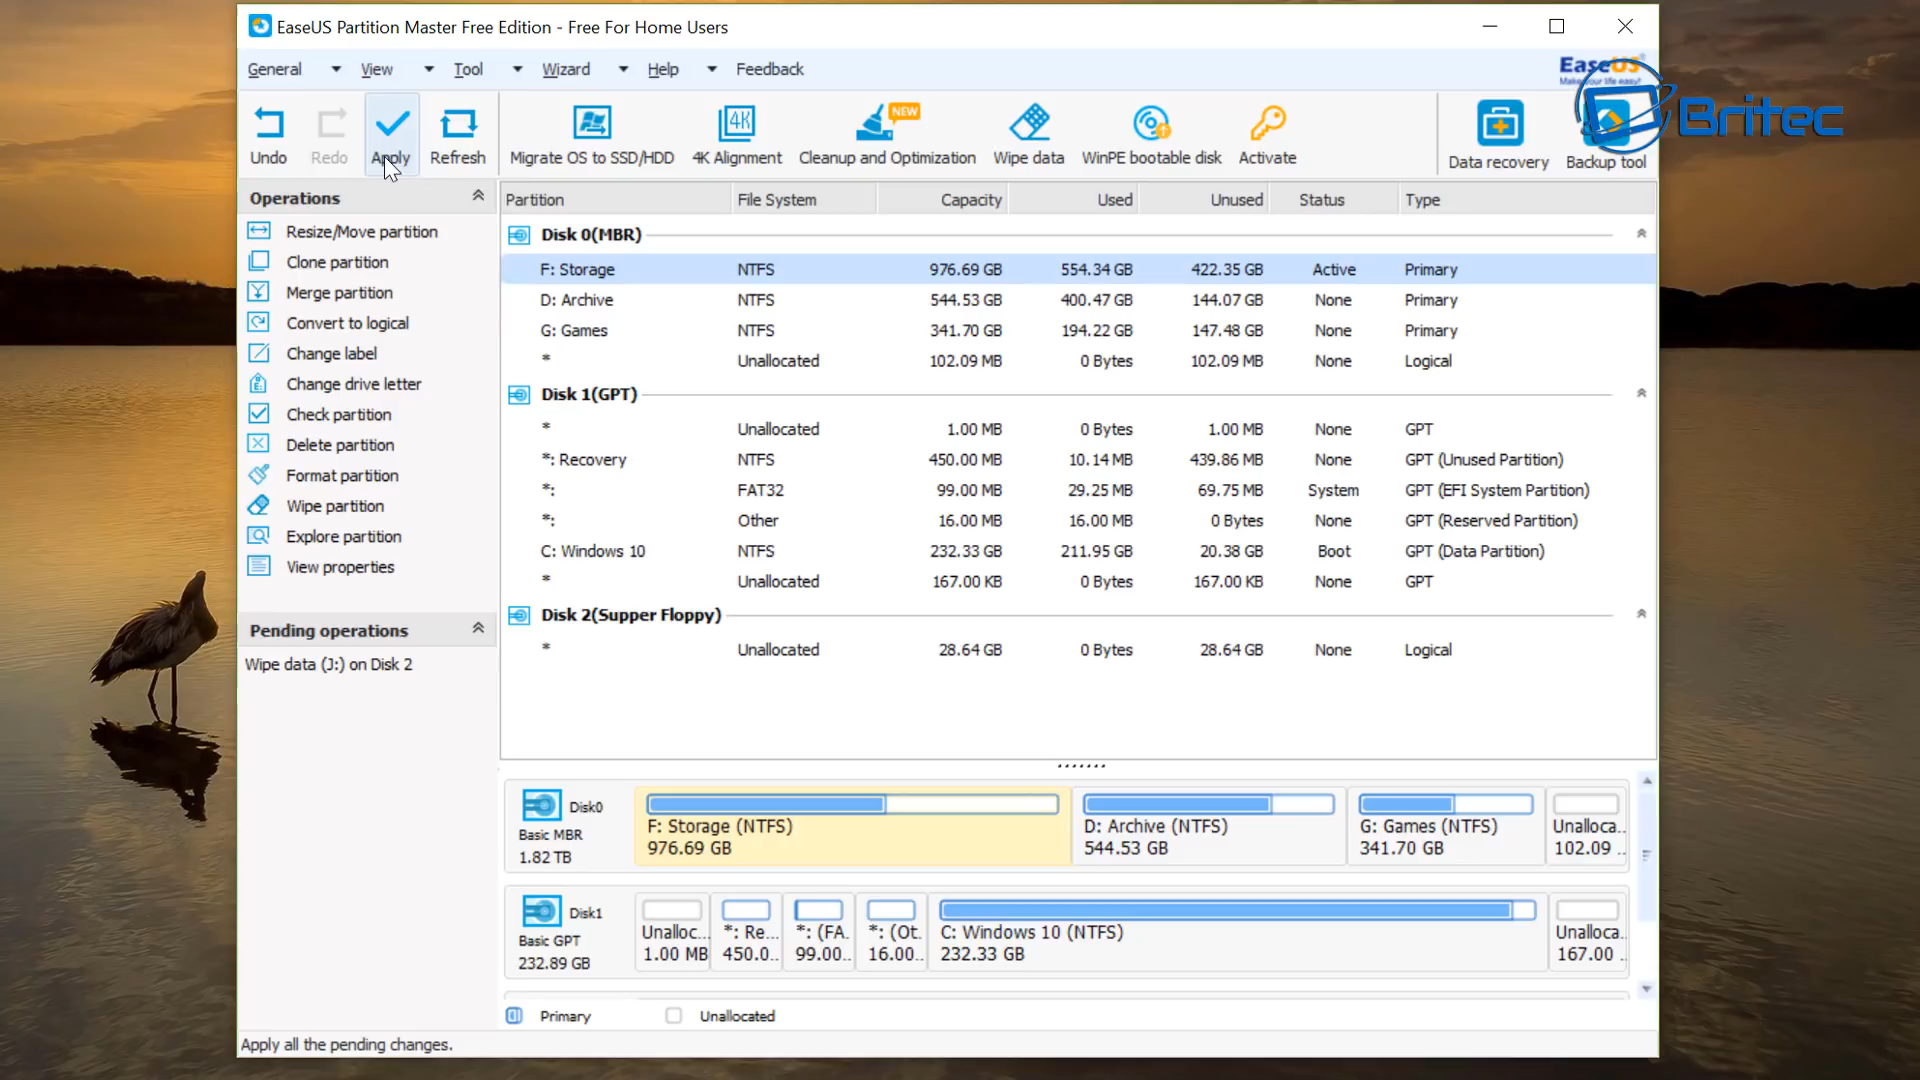 EaseUS Partition Master Free Edition - Free For Home Users
General View Tool Wizard Help Feedback
EaseUS
Make your life easy!
Britec
Undo Redo Apply Refresh Migrate OS to SSD/HDD 4K Alignment Cleanup and Optimization Wipe data WinPE bootable disk Activate Data recovery Backup tool
4K
NEW
Operations
Resize/Move partition
Clone partition
Merge partition
Convert to logical
Change label
Change drive letter
Check partition
Delete partition
Format partition
Wipe partition
Explore partition
View properties
Pending operations
Wipe data (J:) on Disk 2
Partition File System Capacity Used Unused Status Type
Disk 0(MBR)
F: Storage NTFS 976.69 GB 554.34 GB 422.35 GB Active Primary
D: Archive NTFS 544.53 GB 400.47 GB 144.07 GB None Primary
G: Games NTFS 341.70 GB 194.22 GB 147.48 GB None Primary
* Unallocated 102.09 MB 0 Bytes 102.09 MB None Logical
Disk 1(GPT)
* Unallocated 1.00 MB 0 Bytes 1.00 MB None GPT
*: Recovery NTFS 450.00 MB 10.14 MB 439.86 MB None GPT (Unused Partition)
*: FAT32 99.00 MB 29.25 MB 69.75 MB System GPT (EFI System Partition)
*: Other 16.00 MB 16.00 MB 0 Bytes None GPT (Reserved Partition)
C: Windows 10 NTFS 232.33 GB 211.95 GB 20.38 GB Boot GPT (Data Partition)
* Unallocated 167.00 KB 0 Bytes 167.00 KB None GPT
Disk 2(Supper Floppy)
* Unallocated 28.64 GB 0 Bytes 28.64 GB None Logical
Disk0
Basic MBR
1.82 TB
F: Storage (NTFS)
976.69 GB
D: Archive (NTFS)
544.53 GB
G: Games (NTFS)
341.70 GB
Unalloca..
102.09 ..
Disk1
Basic GPT
232.89 GB
Unalloc...
1.00 MB
*: Re...
450.0..
*: (FA.
99.00..
*: (Ot.
16.00..
C: Windows 10 (NTFS)
232.33 GB
Unalloca..
167.00 ..
Primary Unallocated
Apply all the pending changes.